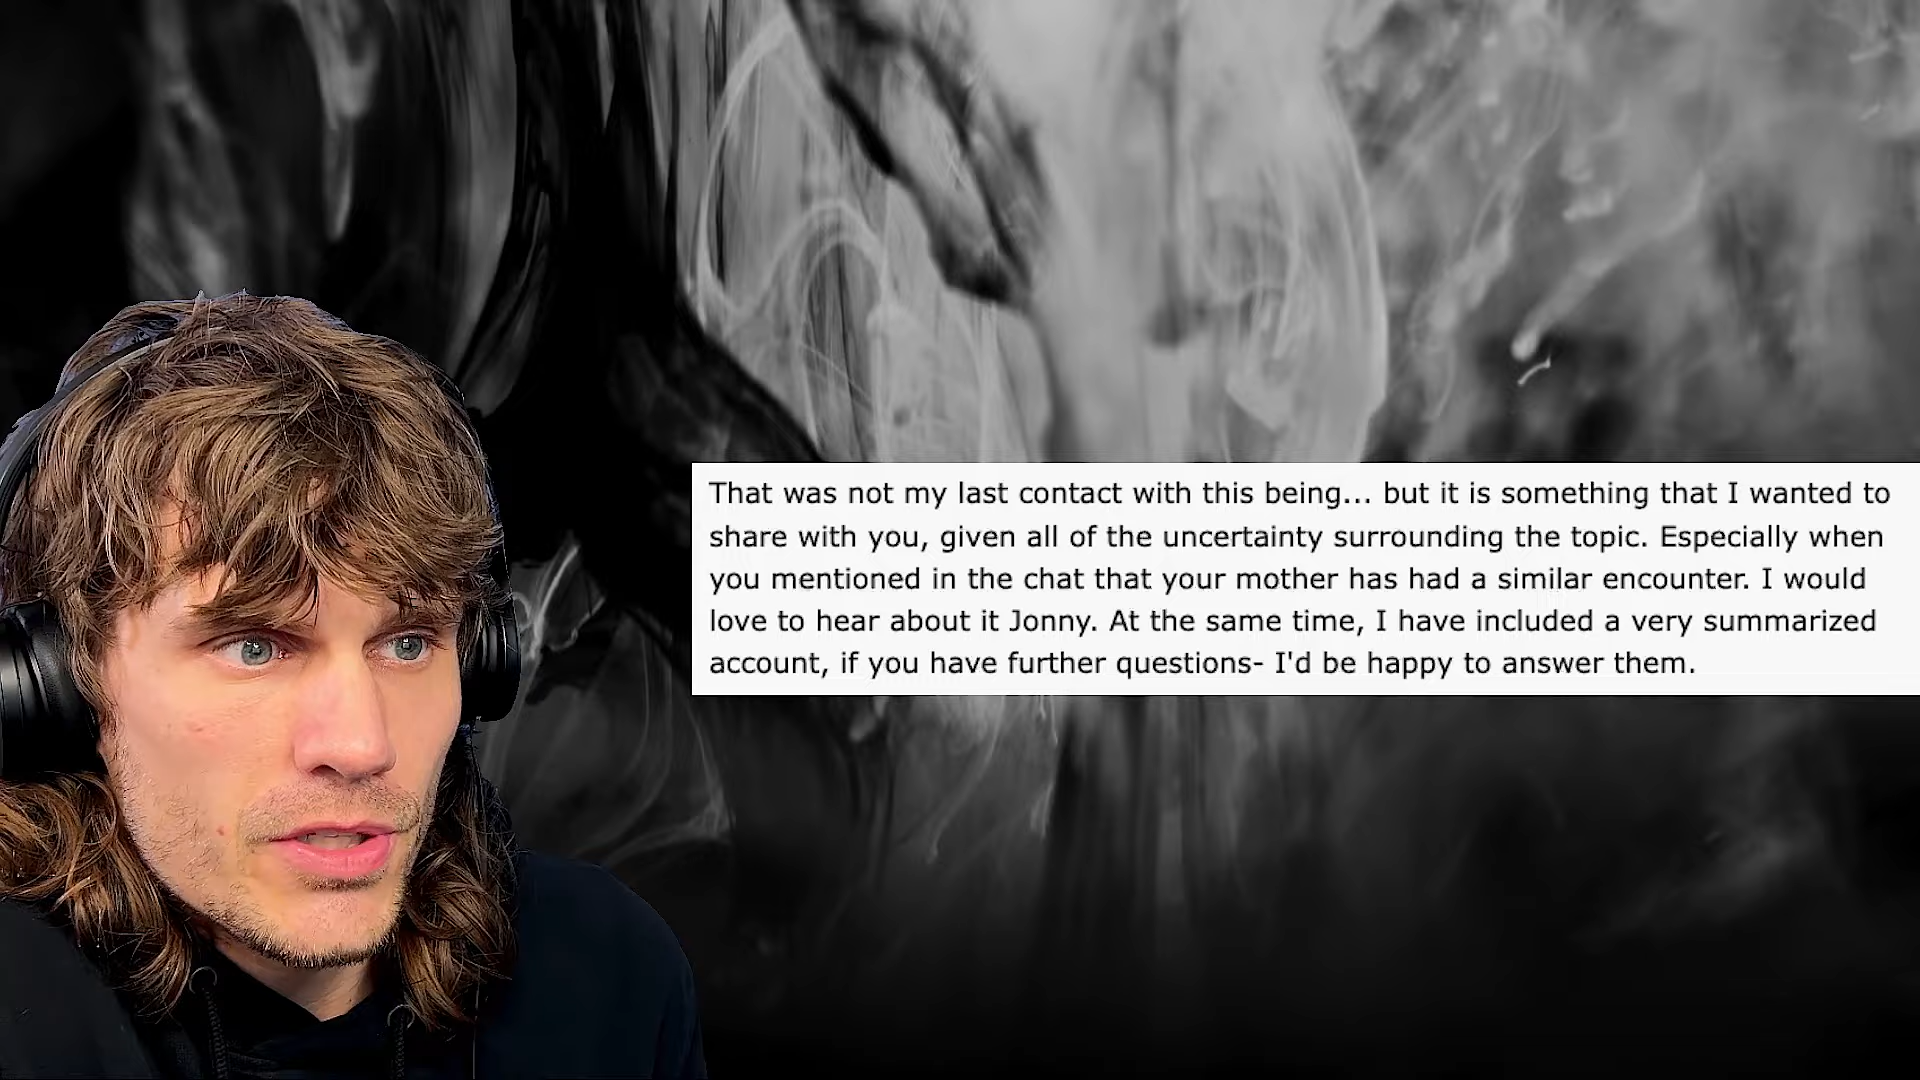 That was not my last contact with this being... but it is something that I wanted to
share with you, given all of the uncertainty surrounding the topic. Especially when
you mentioned in the chat that your mother has had a similar encounter. I would
love to hear about it Jonny. At the same time, I have included a very summarized
account, if you have further questions- I'd be happy to answer them.